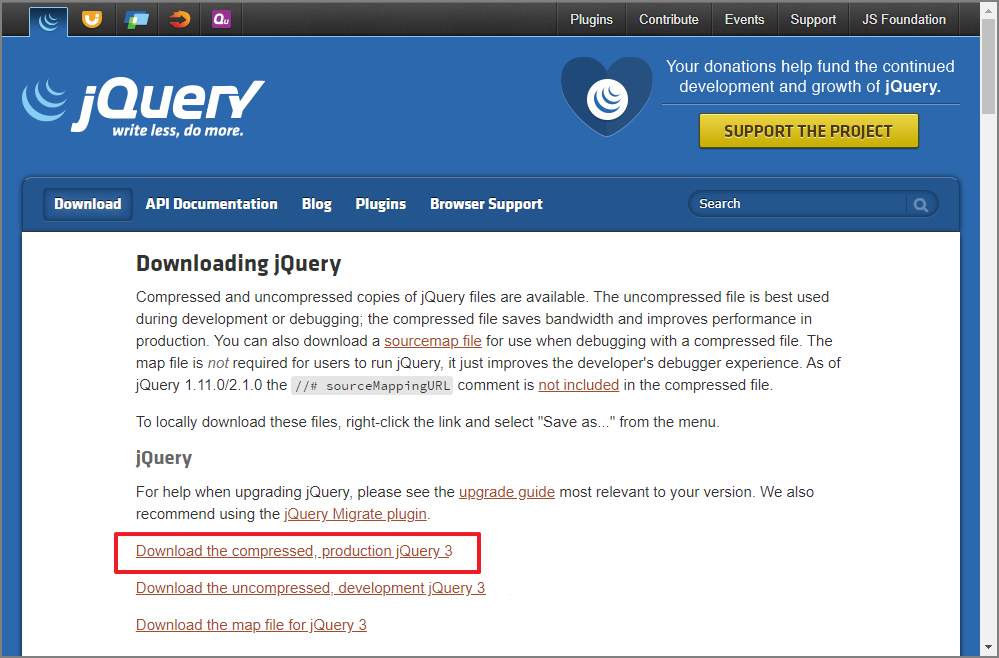 Qu
Plugins Contribute Events Support JS Foundation
jQuery
write less, do more.
Your donations help fund the continued
development and growth of jQuery.
SUPPORT THE PROJECT
Download API Documentation Blog Plugins Browser Support Search
Downloading jQuery
Compressed and uncompressed copies of jQuery files are available. The uncompressed file is best used
during development or debugging; the compressed file saves bandwidth and improves performance in
production. You can also download a sourcemap file for use when debugging with a compressed file. The
map file is not required for users to run jQuery, it just improves the developer's debugger experience. As of
jQuery 1.11.0/2.1.0 the //# sourceMappingURL comment is not included in the compressed file.
To locally download these files, right-click the link and select "Save as..." from the menu.
jQuery
For help when upgrading jQuery, please see the upgrade guide most relevant to your version. We also
recommend using the jQuery Migrate plugin.
Download the compressed, production jQuery 3
Download the uncompressed, development jQuery 3
Download the map file for jQuery 3